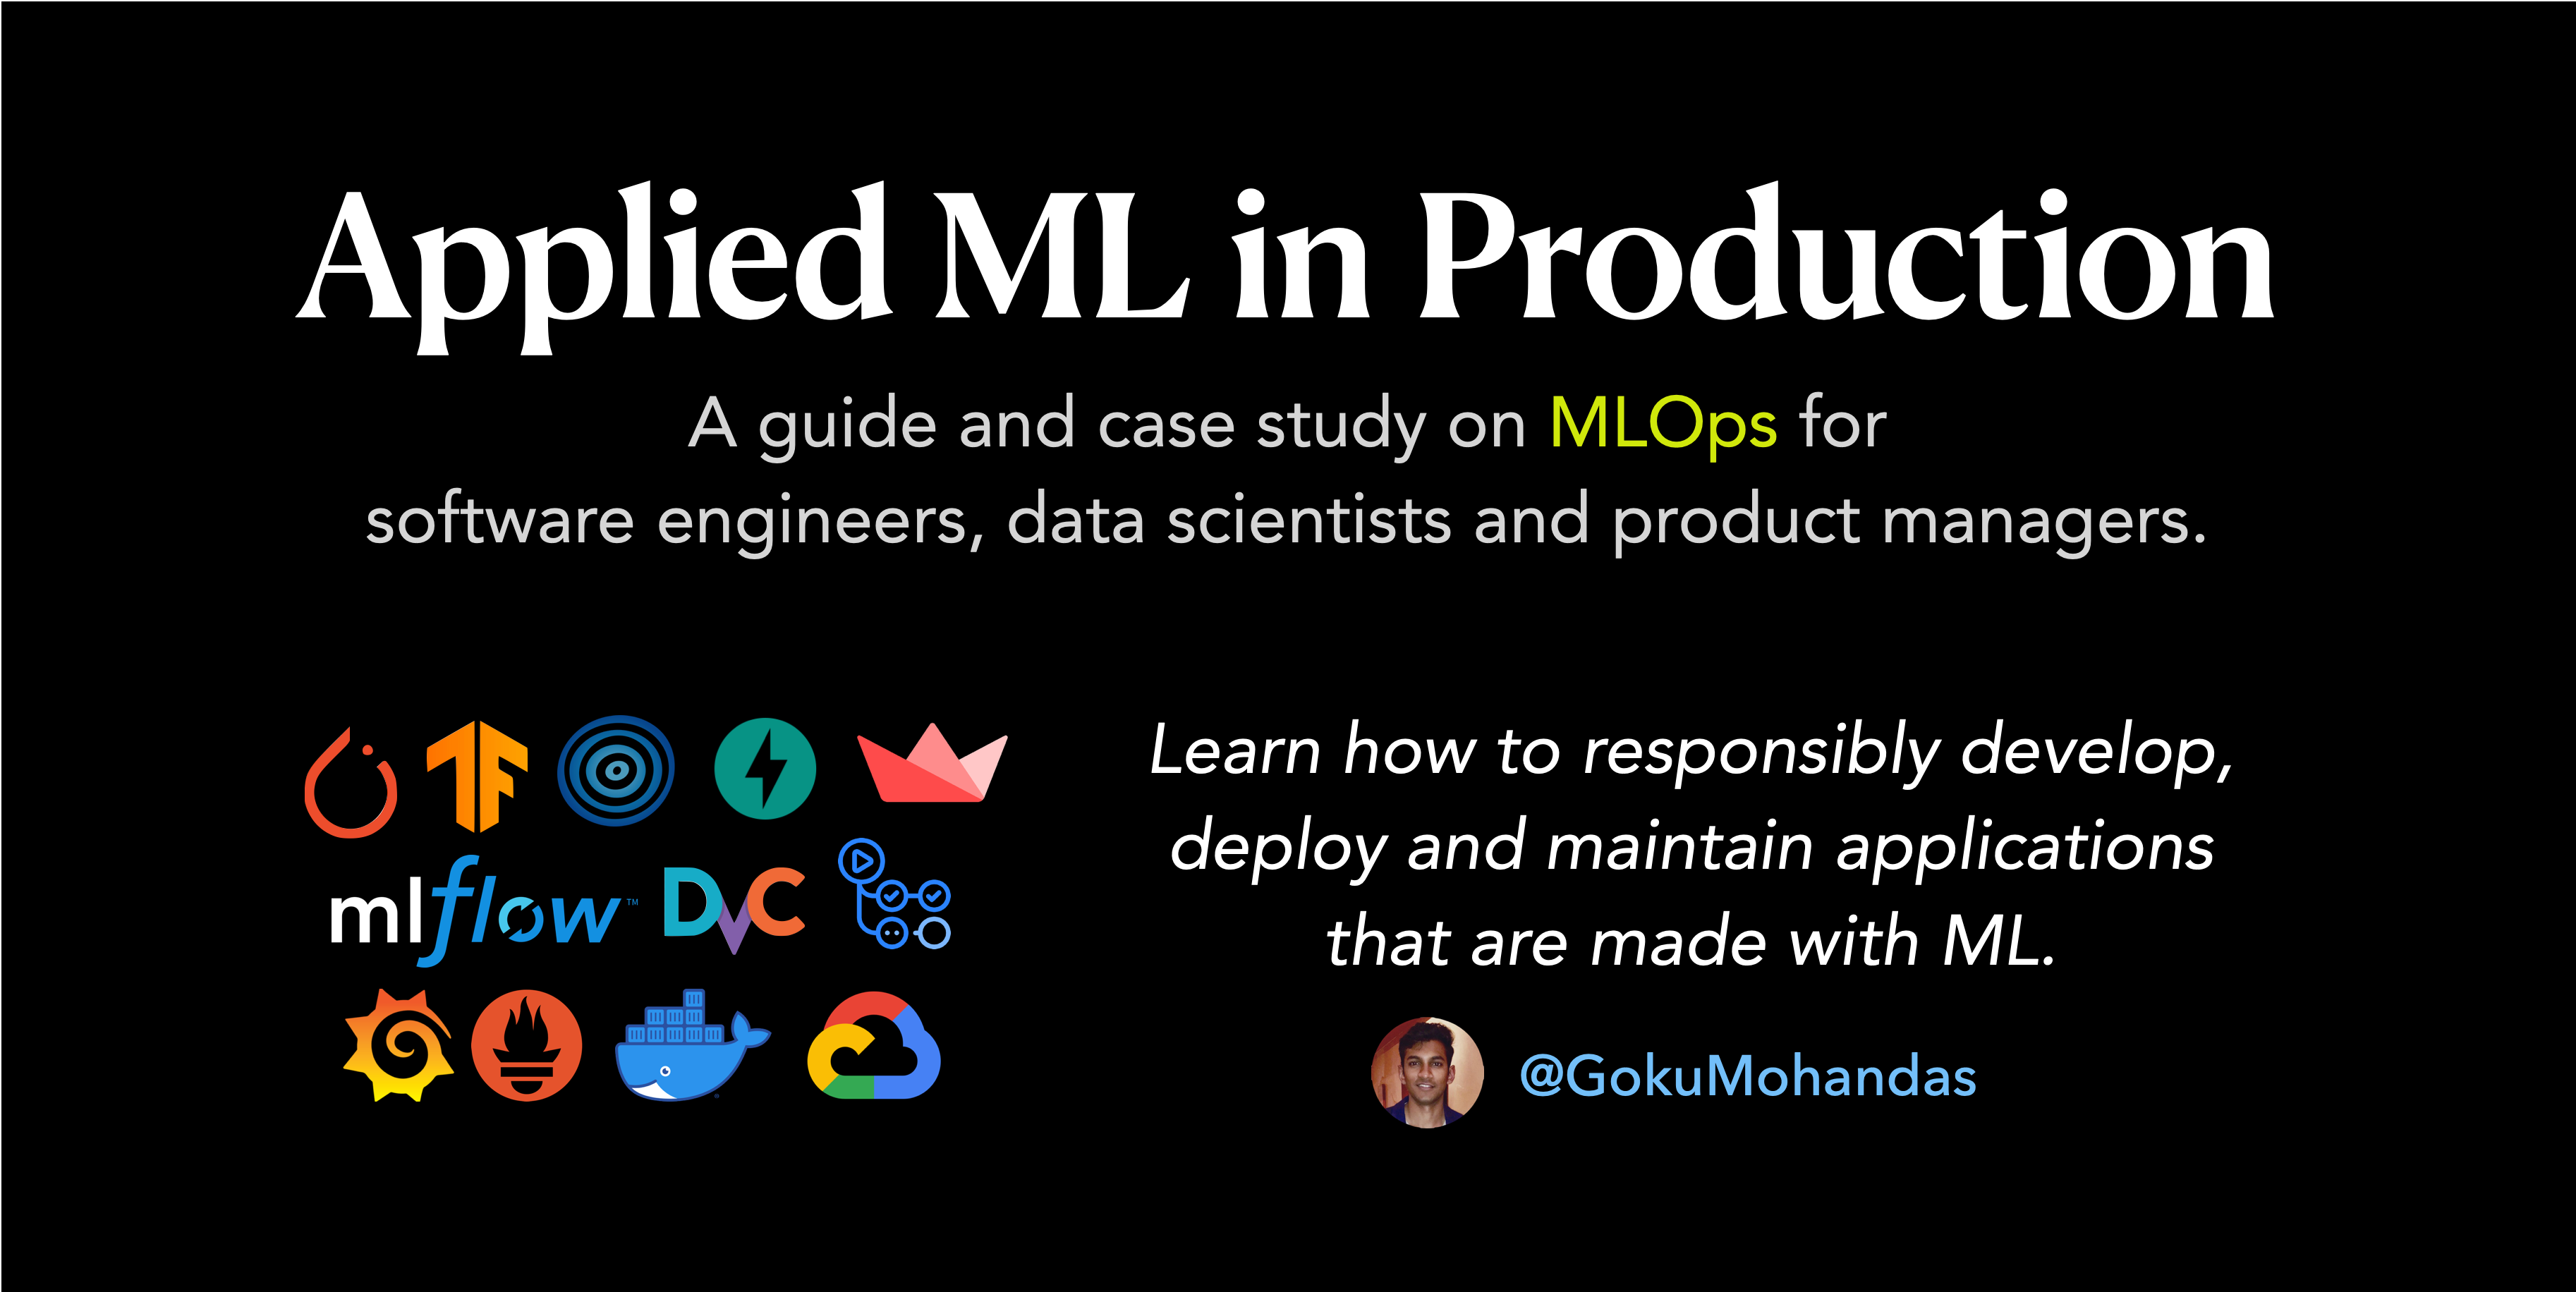 Applied ML in Production
A guide and case study on MLOps for
software engineers, data scientists and product managers.
Learn how to responsibly develop,
deploy and maintain applications
that are made with ML.
mlflow™
DVC
@GokuMohandas